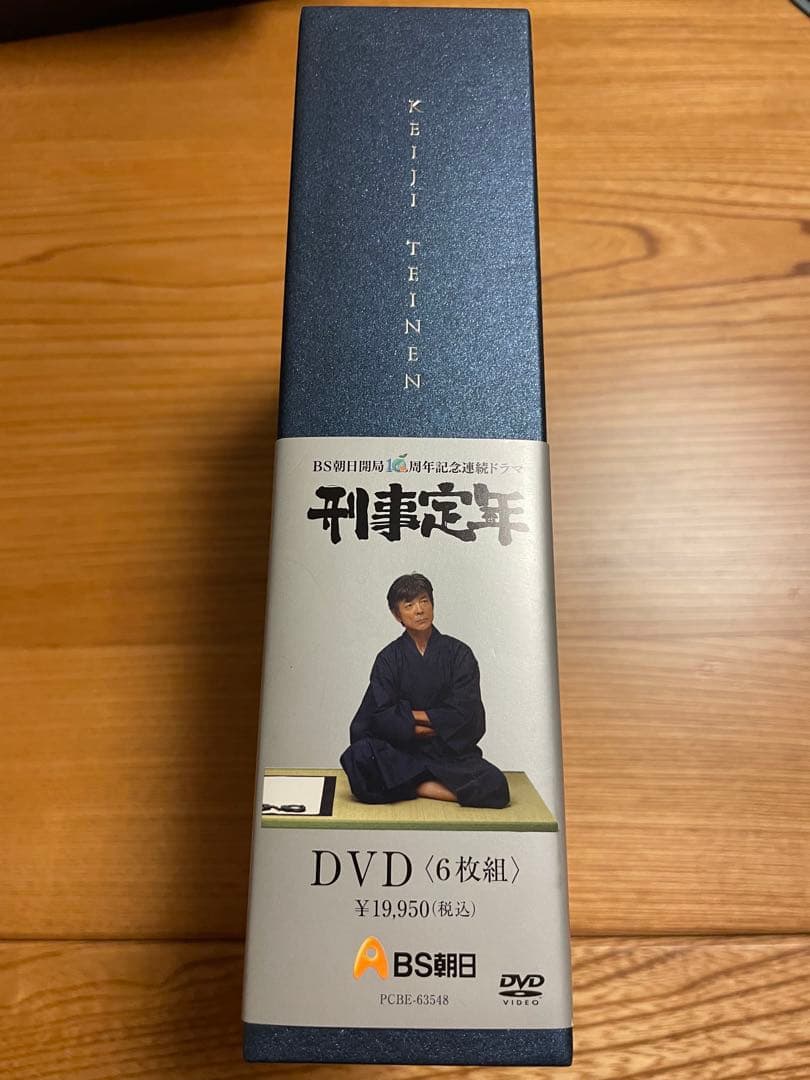 KEIJI TEINEN
BS朝日開局10周年記念連続ドラマ
刑事定年
DVD〈6枚組〉
¥19,950(税込)
BS朝日
DVD
VIDEO
PCBE-63548